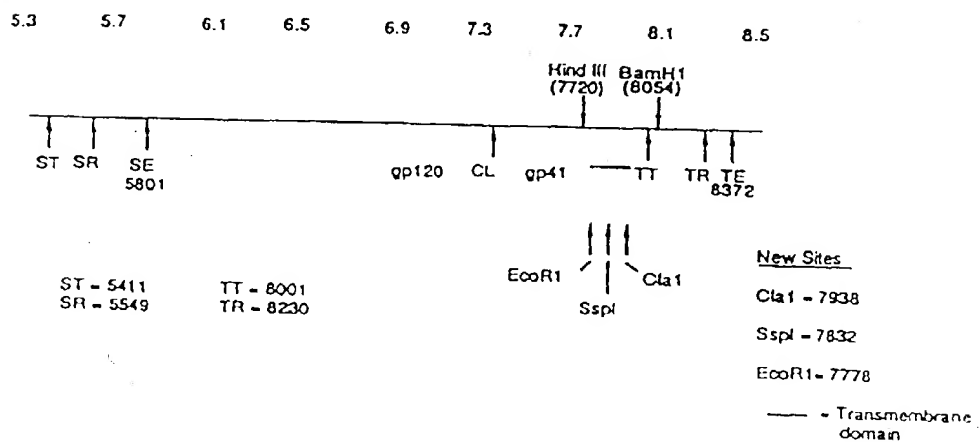 5.3 5.7 6.1 6.5 6.9 7.3 7.7 8.1 8.5
Hind III BamH1
(7720) (8054)
ST SR SE gp120 CL gp41 TT TR TE
5801 8372
EcoR1 Cla1
SspI
ST - 5411 TT - 8001
SR - 5549 TR - 8230
New Sites
Cla1 - 7938
SspI - 7832
EcoR1 - 7778
— - Transmembrane
domain